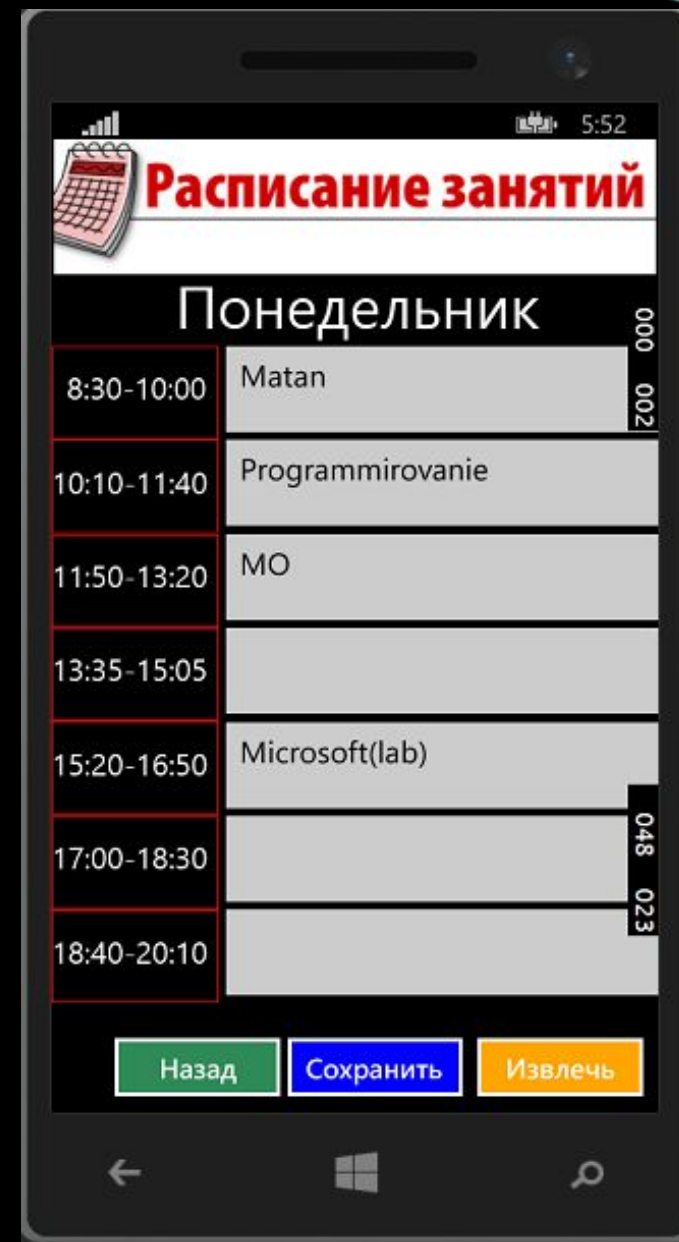 5:52
Расписание занятий
Понедельник
000 002
8:30-10:00 Matan
10:10-11:40 Programmirovanie
11:50-13:20 MO
13:35-15:05
15:20-16:50 Microsoft(lab)
17:00-18:30
048 023
18:40-20:10
Назад Сохранить Извлечь